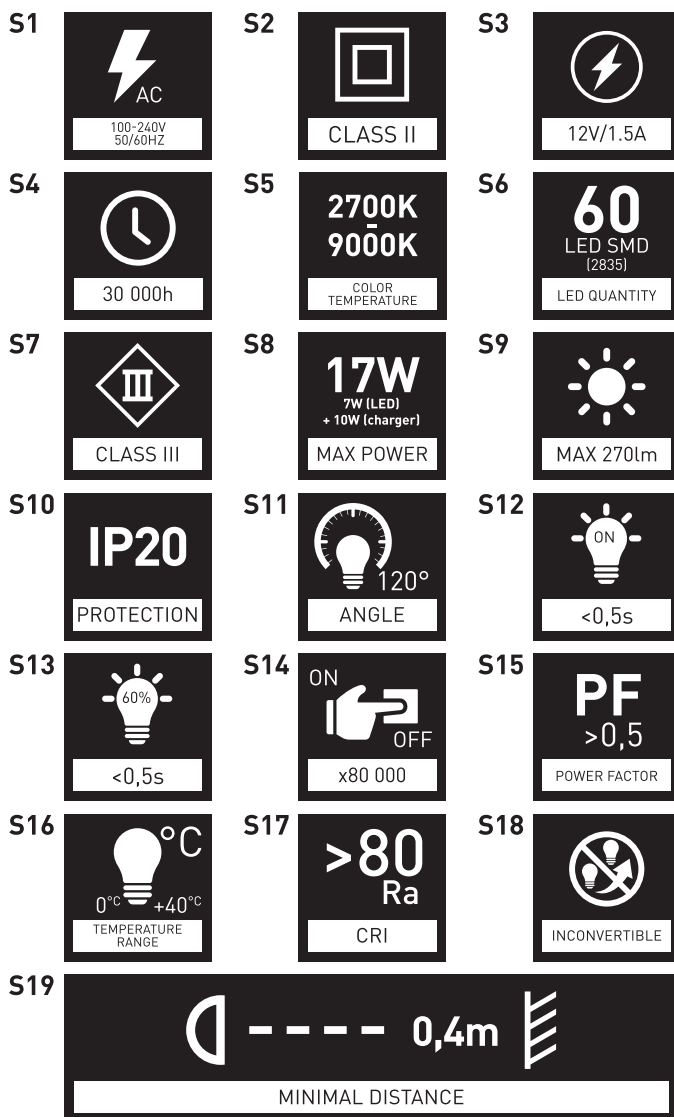 S1
AC
100-240V
50/60HZ
S2
CLASS II
S3
12V/1.5A
S4
30 000h
S5
2700K
-
9000K
COLOR
TEMPERATURE
S6
60
LED SMD
(2835)
LED QUANTITY
S7
III
CLASS III
S8
17W
7W (LED)
+ 10W (charger)
MAX POWER
S9
MAX 270lm
S10
IP20
PROTECTION
S11
120°
ANGLE
S12
ON
<0,5s
S13
60%
<0,5s
S14
ON
OFF
x80 000
S15
PF
>0,5
POWER FACTOR
S16
°C
0°C +40°C
TEMPERATURE
RANGE
S17
>80
Ra
CRI
S18
INCONVERTIBLE
S19
0,4m
MINIMAL DISTANCE